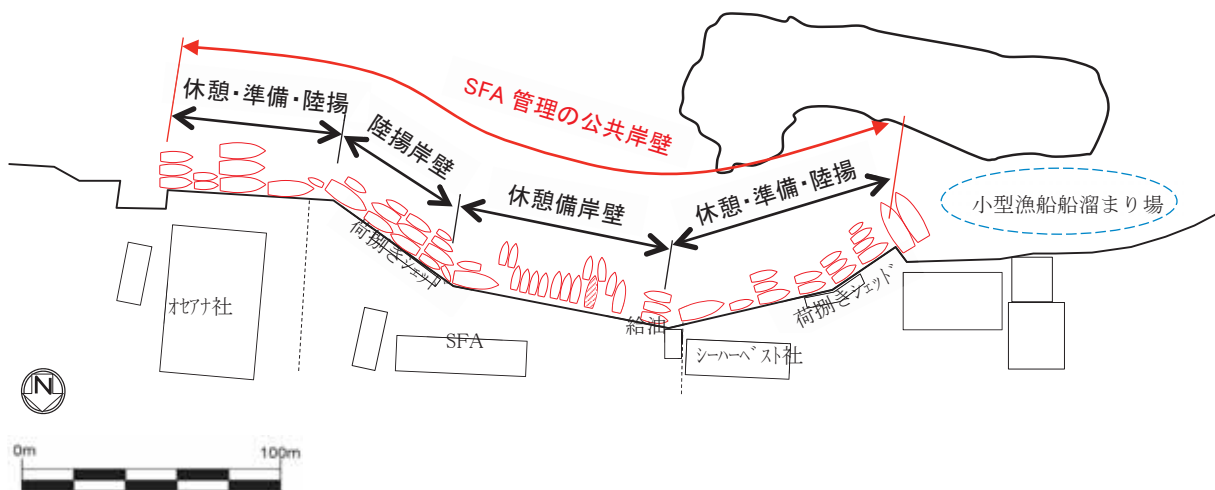 SFA 管理の公共岸壁
休憩・準備・陸揚
陸揚岸壁
休憩備岸壁
休憩・準備・陸揚
小型漁船船溜まり場
荷捌きｼｪｯﾄﾞ
オセアナ社
SFA
給油
荷捌きｼｪｯﾄﾞ
ｼｰﾊｰﾍﾞｽﾄ社
N
0m
100m